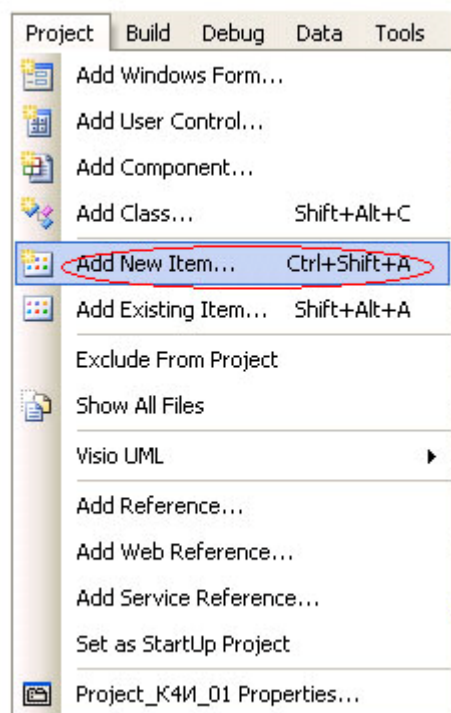 Project Build Debug Data Tools
Add Windows Form...
Add User Control...
Add Component...
Add Class... Shift+Alt+C
Add New Item... Ctrl+Shift+A
Add Existing Item... Shift+Alt+A
Exclude From Project
Show All Files
Visio UML
Add Reference...
Add Web Reference...
Add Service Reference...
Set as StartUp Project
Project_К4И_01 Properties...